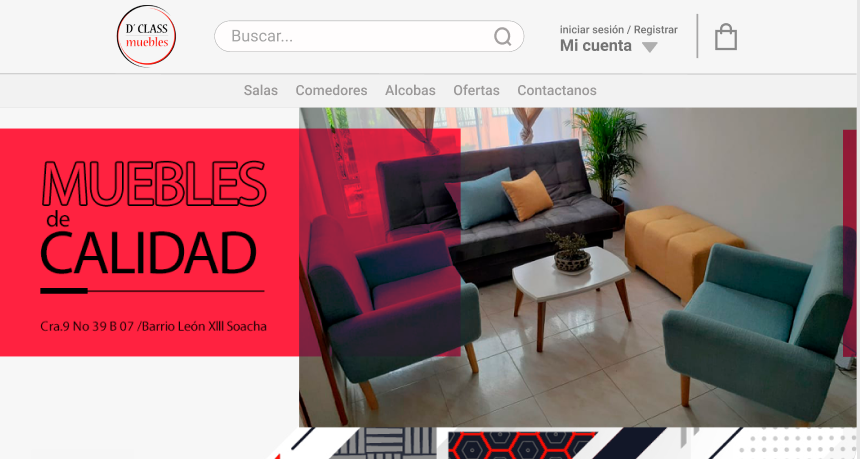 D' CLASS
muebles
Buscar...
iniciar sesión / Registrar
Mi cuenta
Salas Comedores Alcobas Ofertas Contactanos
MUEBLES
de
CALIDAD
Cra.9 No 39 B 07 /Barrio León XIII Soacha